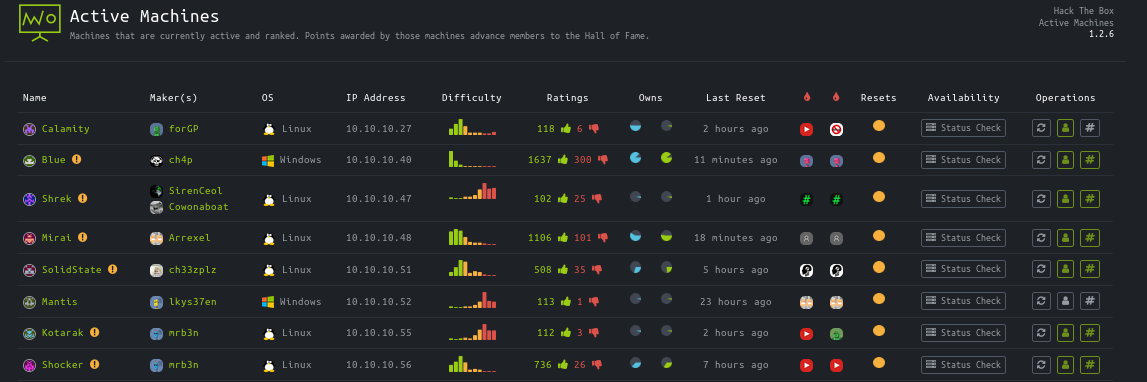 Active Machines
Machines that are currently active and ranked. Points awarded by those machines advance members to the Hall of Fame.
Hack The Box
Active Machines
1.2.6
Name Maker(s) OS IP Address Difficulty Ratings Owns Last Reset Resets Availability Operations
Calamity forGP Linux 10.10.10.27 118 6 2 hours ago Status Check
Blue ch4p Windows 10.10.10.40 1637 300 11 minutes ago Status Check
Shrek SirenCeol Linux 10.10.10.47 102 25 1 hour ago Status Check
Cowonaboat
Mirai Arrexel Linux 10.10.10.48 1106 101 18 minutes ago Status Check
SolidState ch33zplz Linux 10.10.10.51 508 35 5 hours ago Status Check
Mantis lkys37en Windows 10.10.10.52 113 1 23 hours ago Status Check
Kotarak mrb3n Linux 10.10.10.55 112 3 2 hours ago Status Check
Shocker mrb3n Linux 10.10.10.56 736 26 7 hours ago Status Check